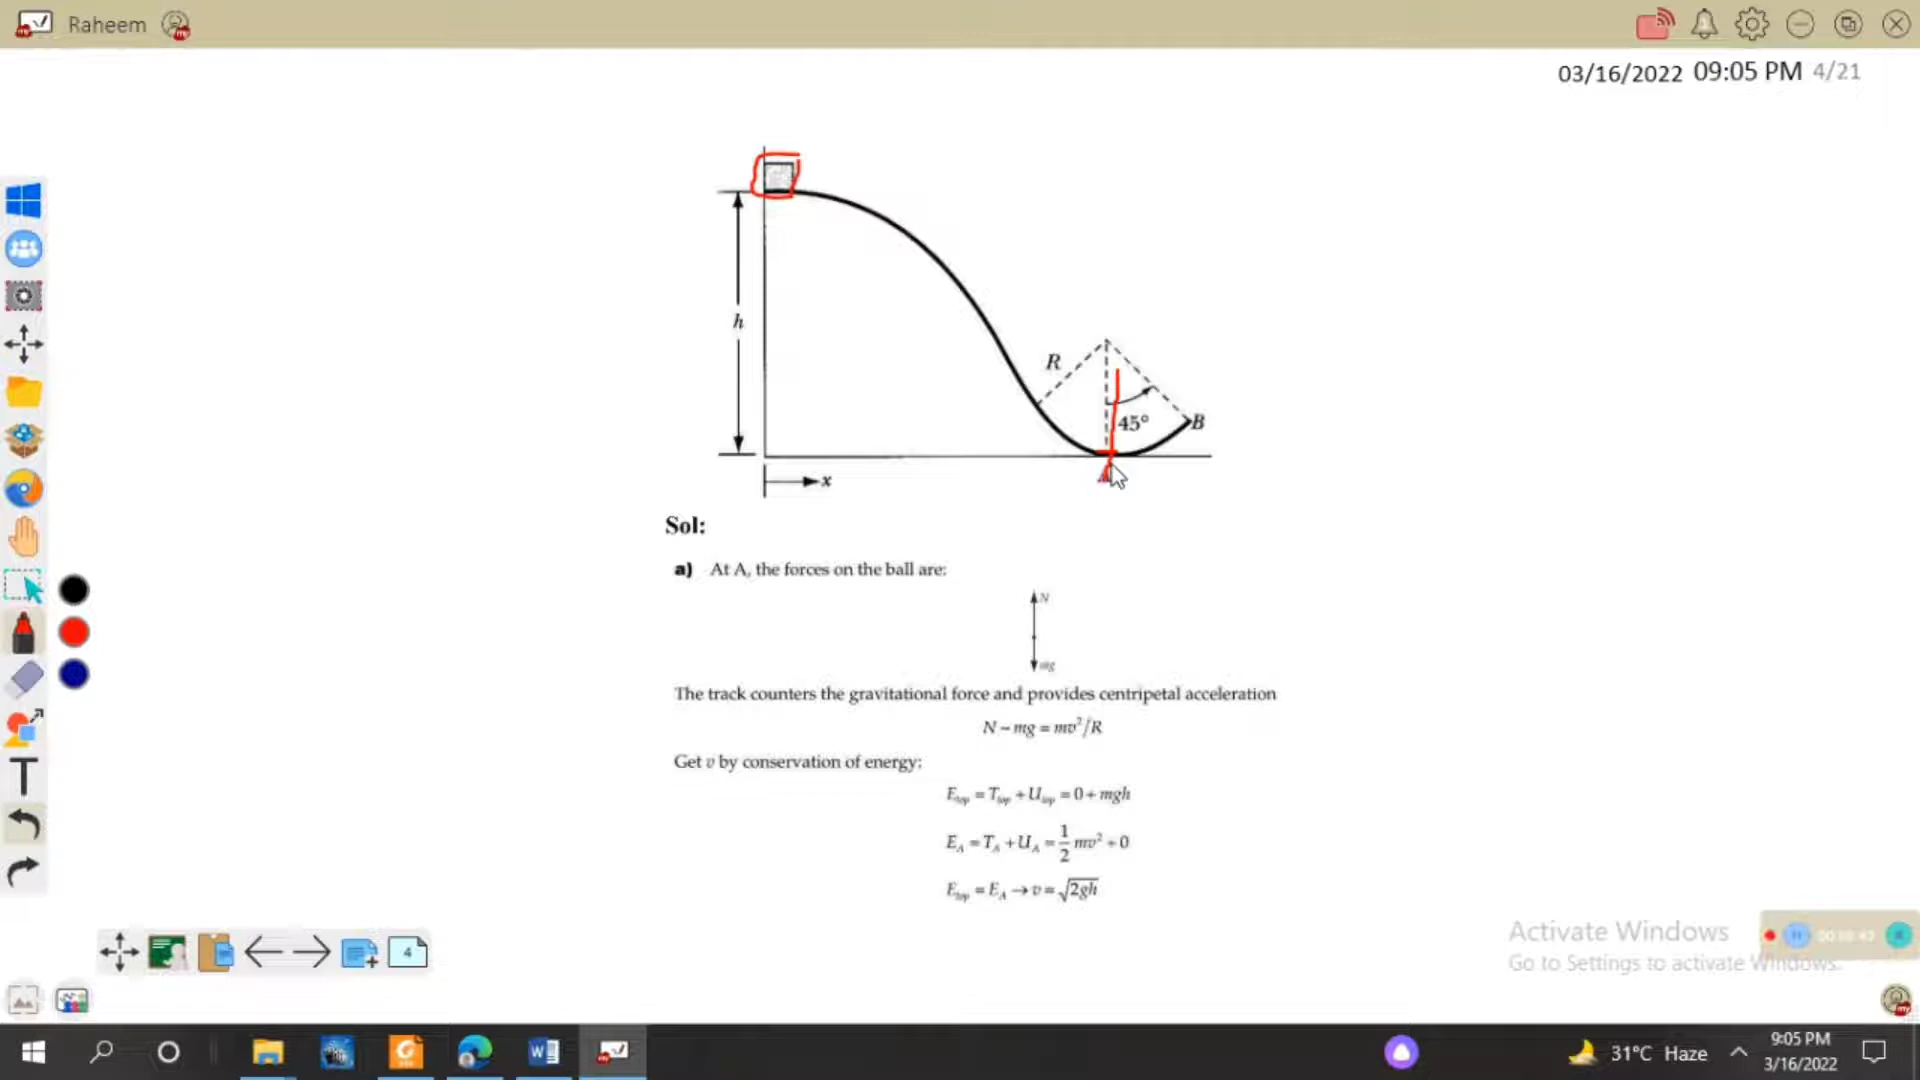 Raheem
03/16/2022 09:05 PM 4/21
h
R
45°
B
A
x
Sol:
a) At A, the forces on the ball are:
N
mg
The track counters the gravitational force and provides centripetal acceleration
N − mg = mv²/R
Get v by conservation of energy:
E_top = T_top + U_top = 0 + mgh
E_A = T_A + U_A = 1/2 mv² + 0
E_top = E_A → v = √2gh
T
4
Activate Windows
Go to Settings to activate Windows.
31°C Haze
9:05 PM
3/16/2022